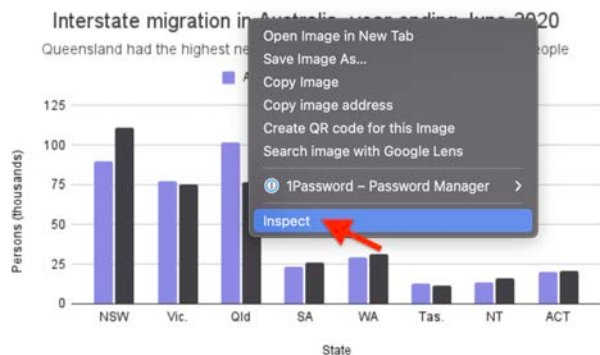 Interstate migration in Australia, year ending June 2020
Queensland had the highest ne
eople
A
Open Image in New Tab
Save Image As...
Copy Image
Copy image address
Create QR code for this Image
Search image with Google Lens
1Password – Password Manager
Inspect
Persons (thousands)
125
100
75
50
25
0
NSW Vic. Qld SA WA Tas. NT ACT
State